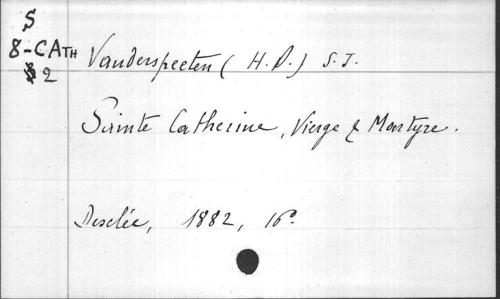 S
8-CATH
§ 2
Vanderspeeten (H. P.) S. J.
Sainte Catherine, Vierge & Martyre.
Desclée, 1882, 16°.